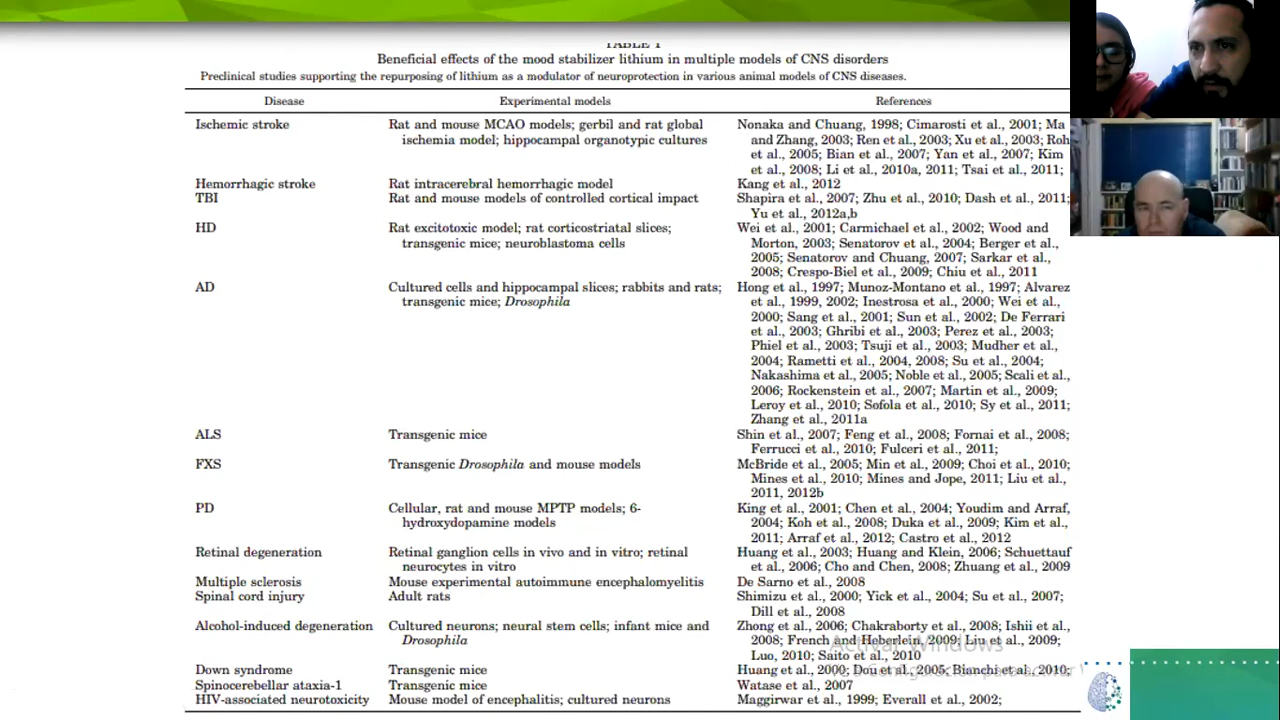 TABLE 1
Beneficial effects of the mood stabilizer lithium in multiple models of CNS disorders
Preclinical studies supporting the repurposing of lithium as a modulator of neuroprotection in various animal models of CNS diseases.
Disease Experimental models References
Ischemic stroke Rat and mouse MCAO models; gerbil and rat global Nonaka and Chuang, 1998; Cimarosti et al., 2001; Ma
ischemia model; hippocampal organotypic cultures and Zhang, 2003; Ren et al., 2003; Xu et al., 2003; Roh
et al., 2005; Bian et al., 2007; Yan et al., 2007; Kim
et al., 2008; Li et al., 2010a, 2011; Tsai et al., 2011;
Hemorrhagic stroke Rat intracerebral hemorrhagic model Kang et al., 2012
TBI Rat and mouse models of controlled cortical impact Shapira et al., 2007; Zhu et al., 2010; Dash et al., 2011;
Yu et al., 2012a,b
HD Rat excitotoxic model; rat corticostriatal slices; Wei et al., 2001; Carmichael et al., 2002; Wood and
transgenic mice; neuroblastoma cells Morton, 2003; Senatorov et al., 2004; Berger et al.,
2005; Senatorov and Chuang, 2007; Sarkar et al.,
2008; Crespo-Biel et al., 2009; Chiu et al., 2011
AD Cultured cells and hippocampal slices; rabbits and rats; Hong et al., 1997; Munoz-Montano et al., 1997; Alvarez
transgenic mice; Drosophila et al., 1999, 2002; Inestrosa et al., 2000; Wei et al.,
2000; Sang et al., 2001; Sun et al., 2002; De Ferrari
et al., 2003; Ghribi et al., 2003; Perez et al., 2003;
Phiel et al., 2003; Tsuji et al., 2003; Mudher et al.,
2004; Rametti et al., 2004, 2008; Su et al., 2004;
Nakashima et al., 2005; Noble et al., 2005; Scali et al.,
2006; Rockenstein et al., 2007; Martin et al., 2009;
Leroy et al., 2010; Sofola et al., 2010; Sy et al., 2011;
Zhang et al., 2011a
ALS Transgenic mice Shin et al., 2007; Feng et al., 2008; Fornai et al., 2008;
Ferrucci et al., 2010; Fulceri et al., 2011;
FXS Transgenic Drosophila and mouse models McBride et al., 2005; Min et al., 2009; Choi et al., 2010;
Mines et al., 2010; Mines and Jope, 2011; Liu et al.,
2011, 2012b
PD Cellular, rat and mouse MPTP models; 6- King et al., 2001; Chen et al., 2004; Youdim and Arraf,
hydroxydopamine models 2004; Koh et al., 2008; Duka et al., 2009; Kim et al.,
2011; Arraf et al., 2012; Castro et al., 2012
Retinal degeneration Retinal ganglion cells in vivo and in vitro; retinal Huang et al., 2003; Huang and Klein, 2006; Schuettauf
neurocytes in vitro et al., 2006; Cho and Chen, 2008; Zhuang et al., 2009
Multiple sclerosis Mouse experimental autoimmune encephalomyelitis De Sarno et al., 2008
Spinal cord injury Adult rats Shimizu et al., 2000; Yick et al., 2004; Su et al., 2007;
Dill et al., 2008
Alcohol-induced degeneration Cultured neurons; neural stem cells; infant mice and Zhong et al., 2006; Chakraborty et al., 2008; Ishii et al.,
Drosophila 2008; French and Heberlein, 2009; Liu et al., 2009;
Luo, 2010; Saito et al., 2010
Down syndrome Transgenic mice Huang et al., 2000; Dou et al., 2005; Bianchi et al., 2010;
Spinocerebellar ataxia-1 Transgenic mice Watase et al., 2007
HIV-associated neurotoxicity Mouse model of encephalitis; cultured neurons Maggirwar et al., 1999; Everall et al., 2002;
Activar Windows